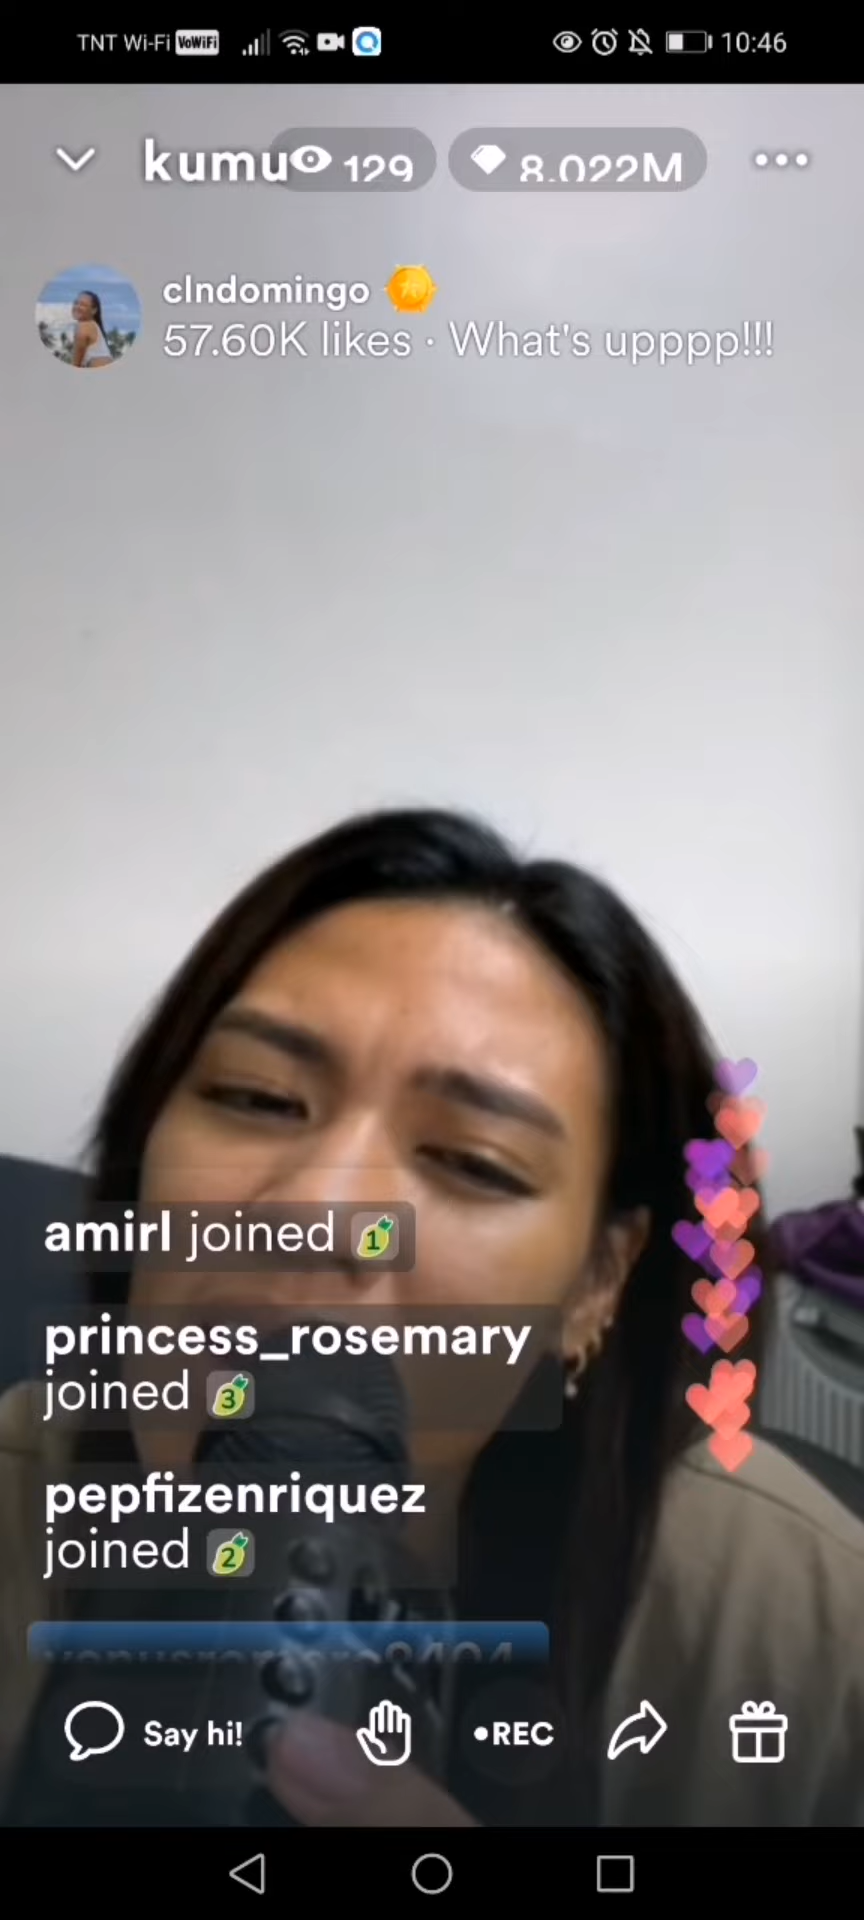 TNT Wi-Fi VoWiFi 10:46
kumu 129 8.022M
clndomingo
57.60K likes · What's upppp!!!
amirl joined 1
princess_rosemary
joined 3
pepfizenriquez
joined 2
Say hi! •REC